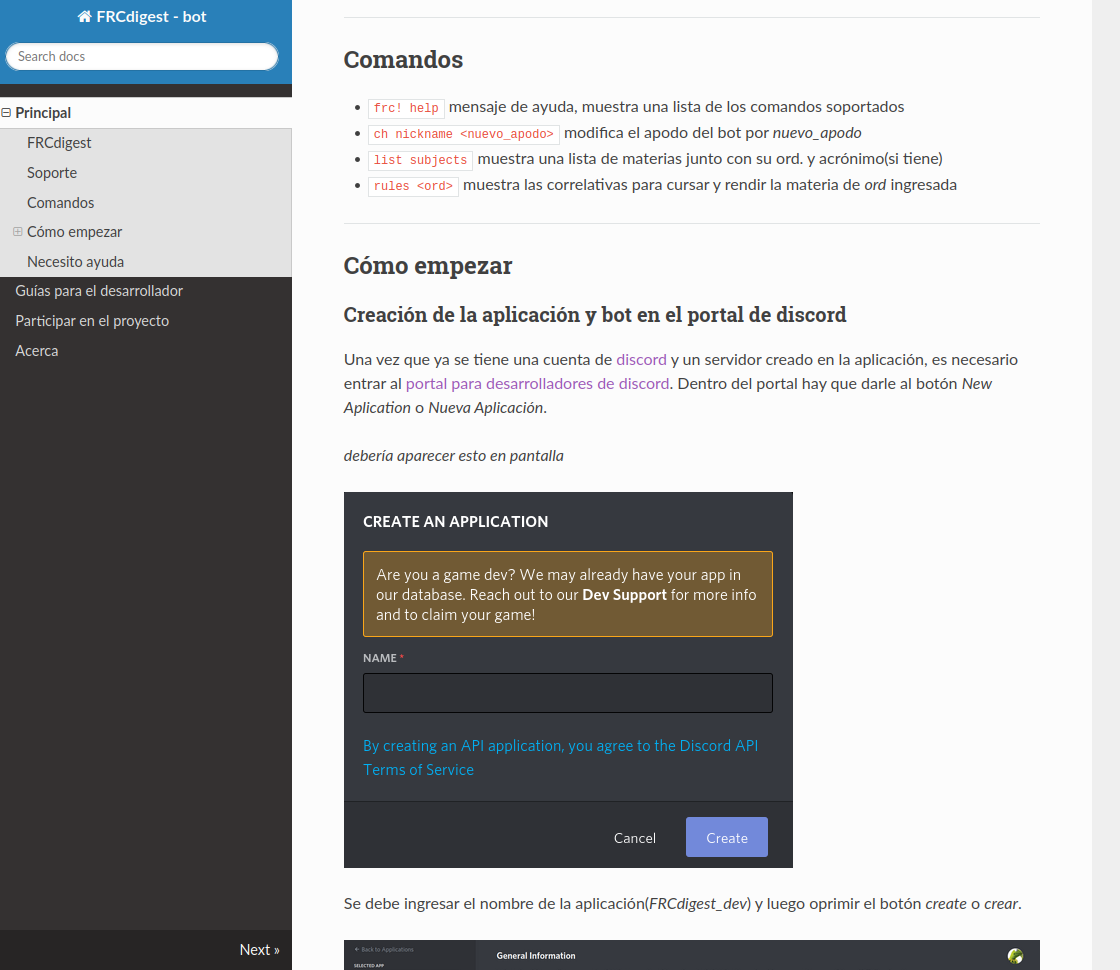 FRCdigest - bot
Search docs
Principal
FRCdigest
Soporte
Comandos
Cómo empezar
Necesito ayuda
Guías para el desarrollador
Participar en el proyecto
Acerca
Next »
Comandos
frc! help mensaje de ayuda, muestra una lista de los comandos soportados
ch nickname <nuevo_apodo> modifica el apodo del bot por nuevo_apodo
list subjects muestra una lista de materias junto con su ord. y acrónimo(si tiene)
rules <ord> muestra las correlativas para cursar y rendir la materia de ord ingresada
Cómo empezar
Creación de la aplicación y bot en el portal de discord
Una vez que ya se tiene una cuenta de discord y un servidor creado en la aplicación, es necesario
entrar al portal para desarrolladores de discord. Dentro del portal hay que darle al botón New
Aplication o Nueva Aplicación.
debería aparecer esto en pantalla
CREATE AN APPLICATION
Are you a game dev? We may already have your app in
our database. Reach out to our Dev Support for more info
and to claim your game!
NAME *
By creating an API application, you agree to the Discord API
Terms of Service
Cancel
Create
Se debe ingresar el nombre de la aplicación(FRCdigest_dev) y luego oprimir el botón create o crear.
← Back to Applications
General Information
SELECTED APP